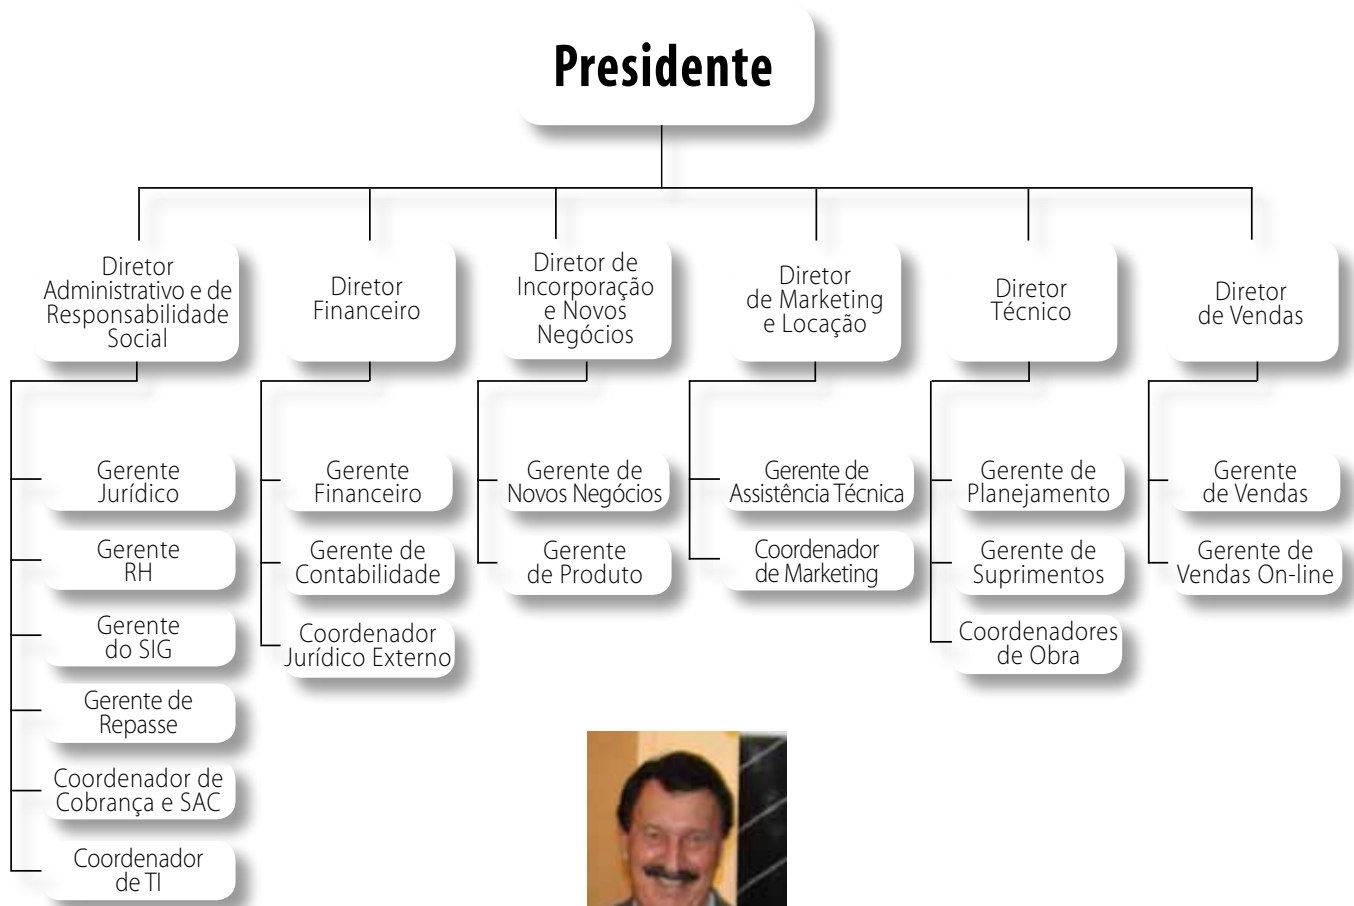 Presidente
Diretor
Administrativo e de
Responsabilidade
Social
Diretor
Financeiro
Diretor de
Incorporação
e Novos
Negócios
Diretor
de Marketing
e Locação
Diretor
Técnico
Diretor
de Vendas
Gerente
Jurídico
Gerente
RH
Gerente
do SIG
Gerente de
Repasse
Coordenador de
Cobrança e SAC
Coordenador
de TI
Gerente
Financeiro
Gerente de
Contabilidade
Coordenador
Jurídico Externo
Gerente de
Novos Negócios
Gerente
de Produto
Gerente de
Assistência Técnica
Coordenador
de Marketing
Gerente de
Planejamento
Gerente de
Suprimentos
Coordenadores
de Obra
Gerente
de Vendas
Gerente de
Vendas On-line